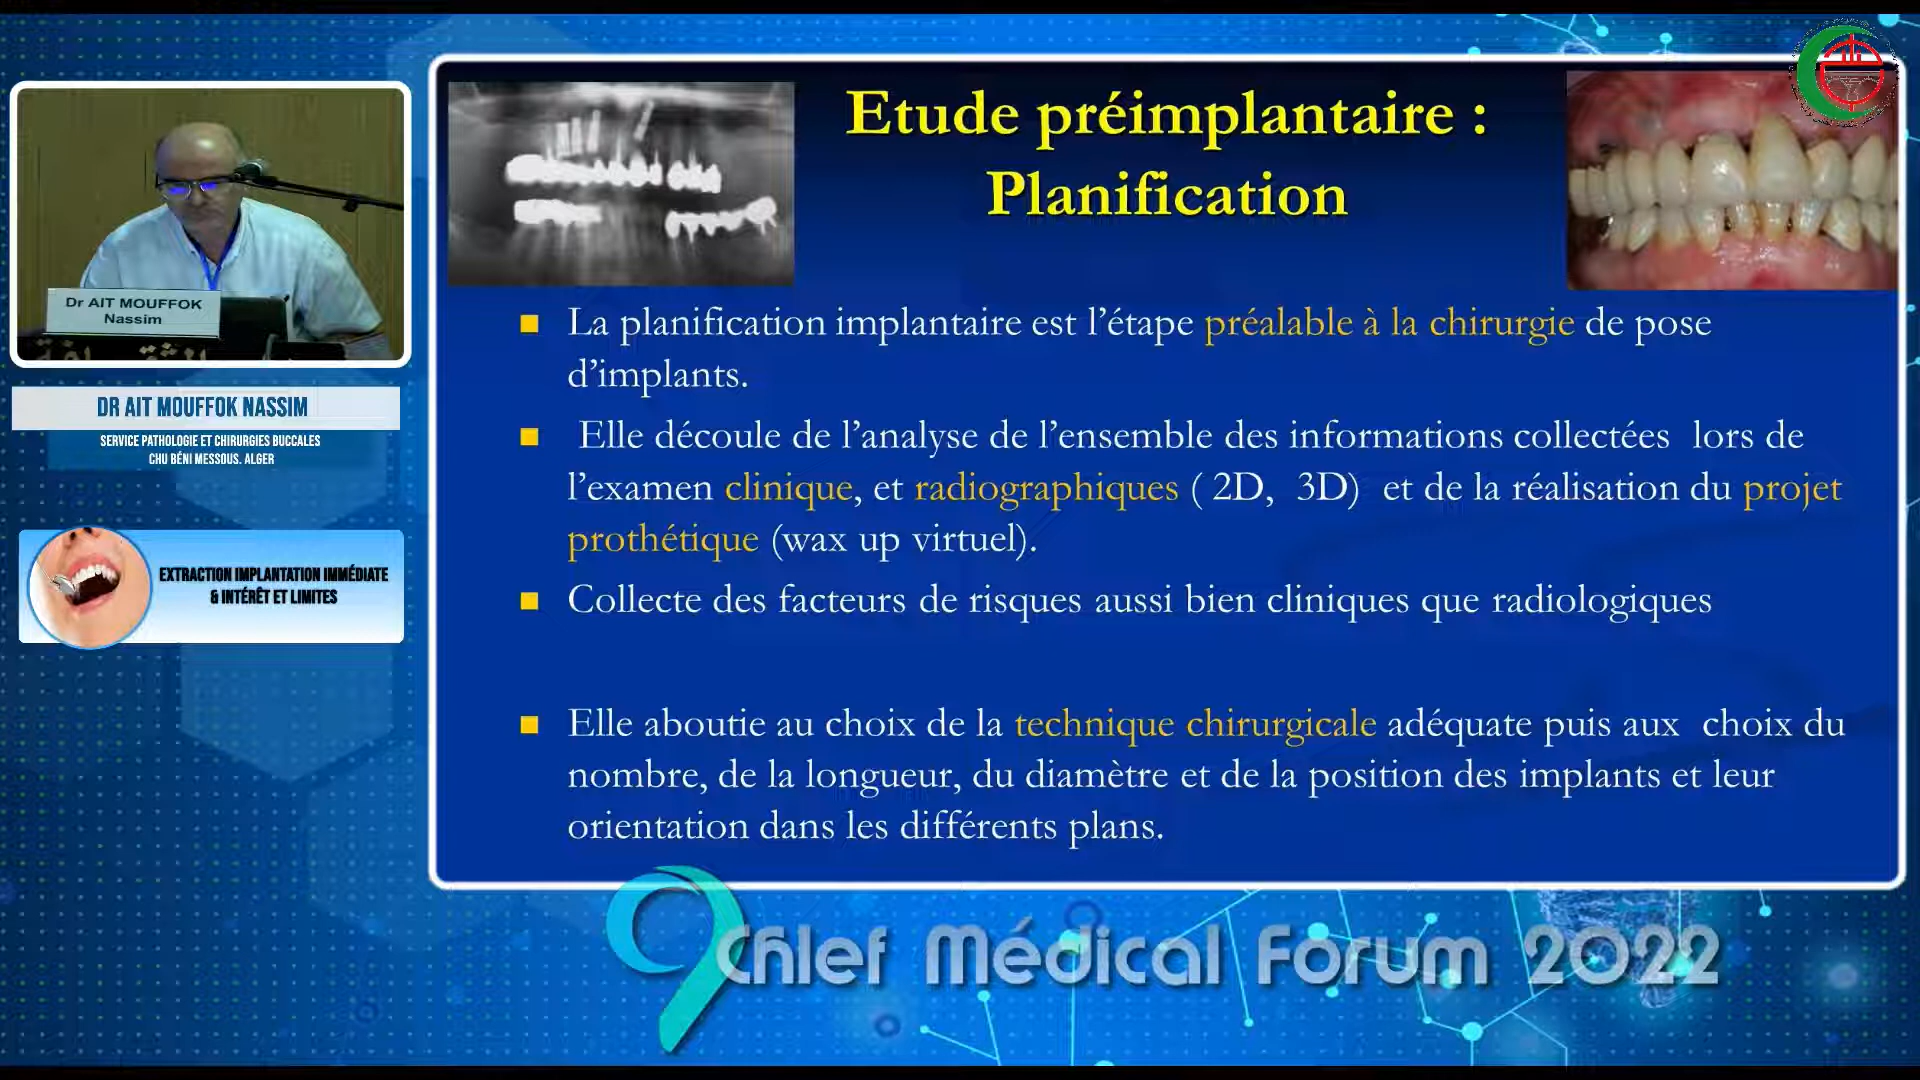 Etude préimplantaire :
Planification
Dr AIT MOUFFOK
Nassim
DR AIT MOUFFOK NASSIM
SERVICE PATHOLOGIE ET CHIRURGIES BUCCALES
CHU BÉNI MESSOUS. ALGER
EXTRACTION IMPLANTATION IMMÉDIATE
& INTÉRÊT ET LIMITES
La planification implantaire est l’étape préalable à la chirurgie de pose
d’implants.
Elle découle de l’analyse de l’ensemble des informations collectées lors de
l’examen clinique, et radiographiques ( 2D, 3D) et de la réalisation du projet
prothétique (wax up virtuel).
Collecte des facteurs de risques aussi bien cliniques que radiologiques
Elle aboutie au choix de la technique chirurgicale adéquate puis aux choix du
nombre, de la longueur, du diamètre et de la position des implants et leur
orientation dans les différents plans.
9 Chlef Médical Forum 2022